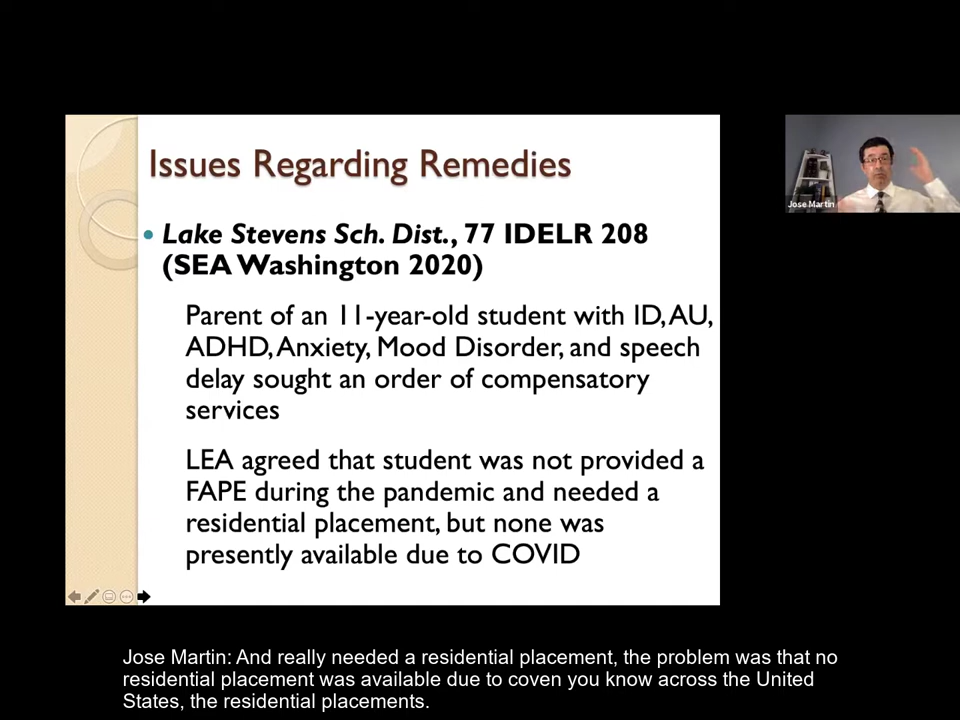 Issues Regarding Remedies
Lake Stevens Sch. Dist., 77 IDELR 208
(SEA Washington 2020)
Parent of an 11-year-old student with ID, AU,
ADHD, Anxiety, Mood Disorder, and speech
delay sought an order of compensatory
services
LEA agreed that student was not provided a
FAPE during the pandemic and needed a
residential placement, but none was
presently available due to COVID
Jose Martin
Jose Martin: And really needed a residential placement, the problem was that no
residential placement was available due to coven you know across the United
States, the residential placements.